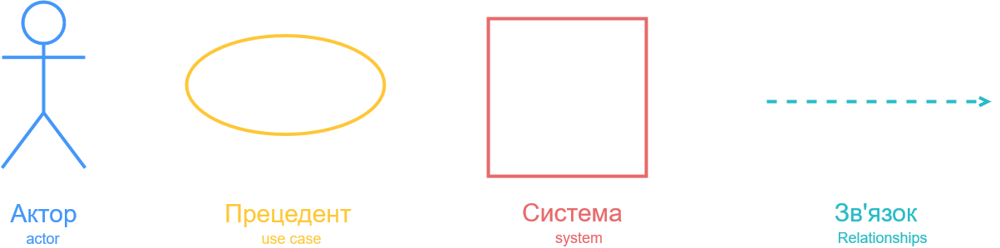 Актор
actor
Прецедент
use case
Система
system
Зв'язок
Relationships